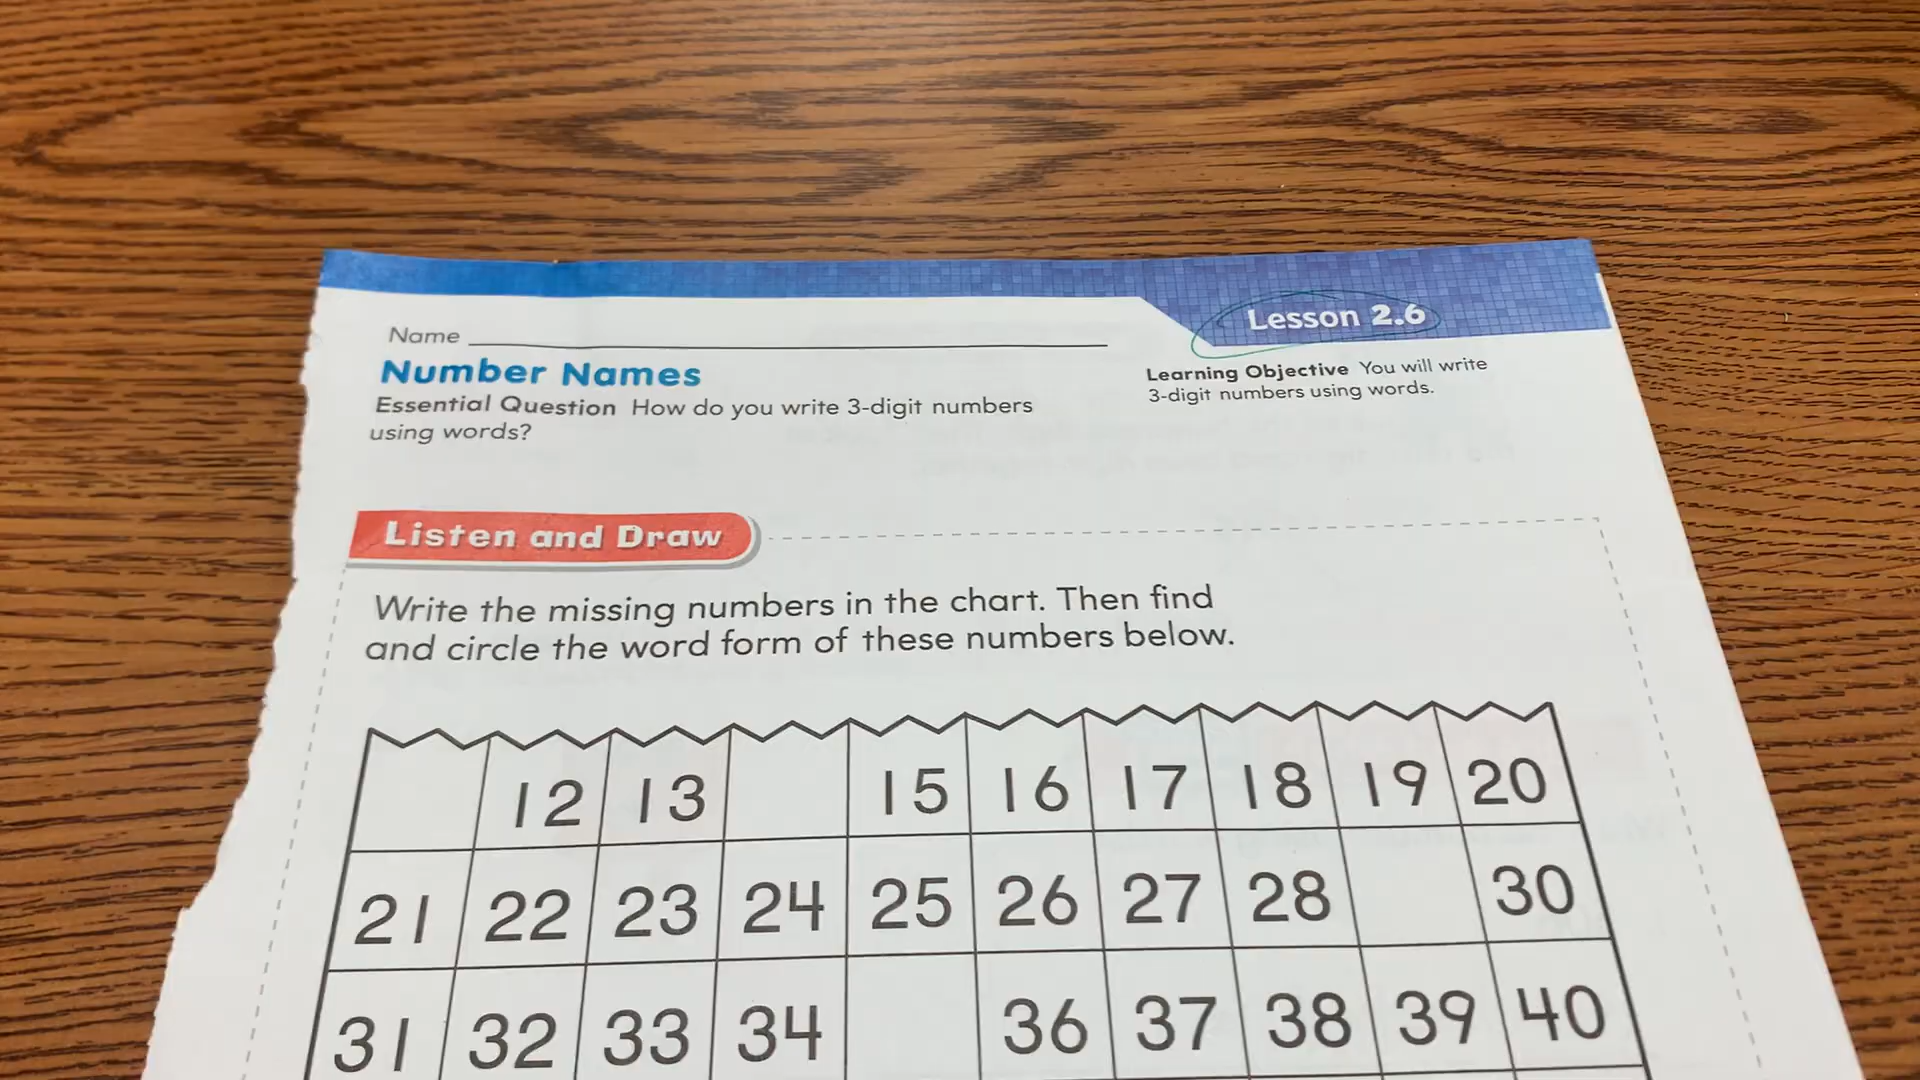 Lesson 2.6
Name
Number Names
Essential Question How do you write 3-digit numbers
using words?
Learning Objective You will write
3-digit numbers using words.
Listen and Draw
Write the missing numbers in the chart. Then find
and circle the word form of these numbers below.
12 13 15 16 17 18 19 20
21 22 23 24 25 26 27 28 30
31 32 33 34 36 37 38 39 40